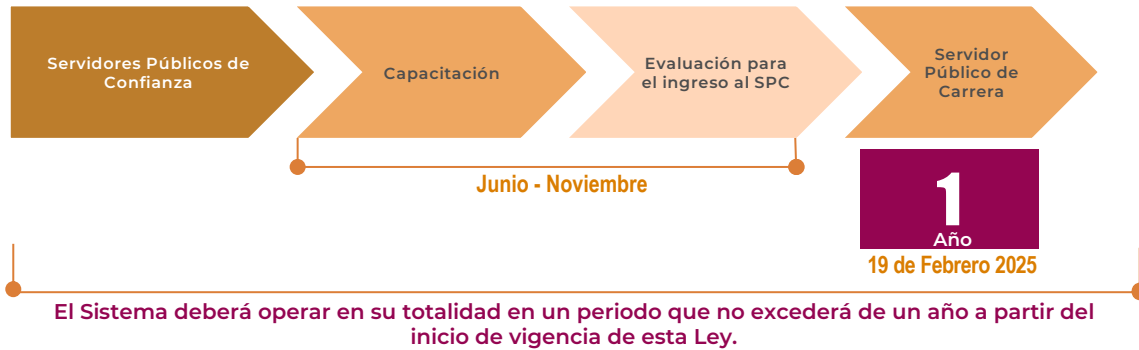 Servidores Públicos de
Confianza
Capacitación
Evaluación para
el ingreso al SPC
Servidor
Público de
Carrera
Junio - Noviembre
1
Año
19 de Febrero 2025
El Sistema deberá operar en su totalidad en un periodo que no excederá de un año a partir del
inicio de vigencia de esta Ley.